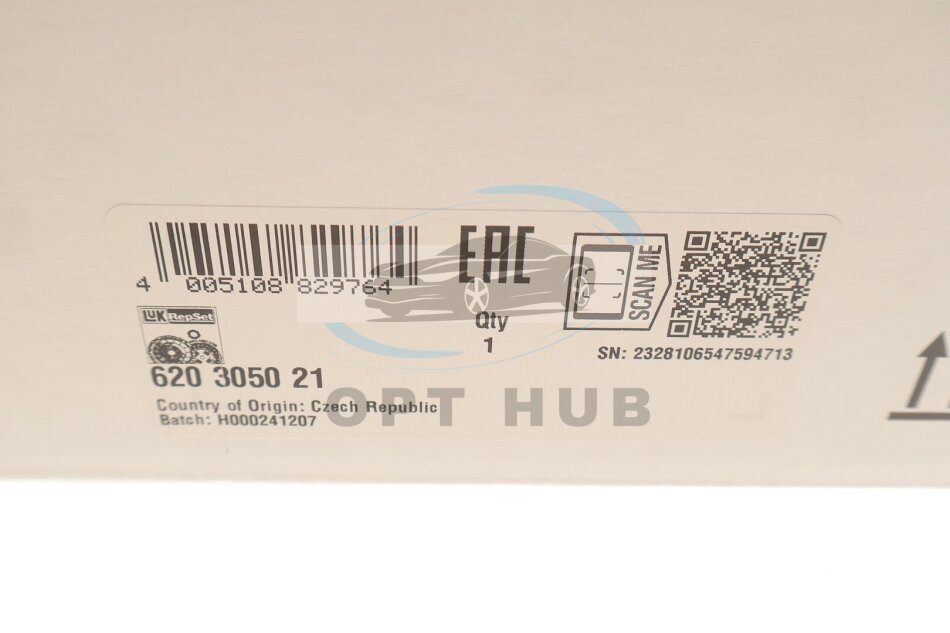 4 005108 829764
EAC
Qty
1
SCAN ME
SN: 2328106547594713
LUK RepSet
620 3050 21
Country of Origin: Czech Republic
Batch: H000241207
OPT HUB